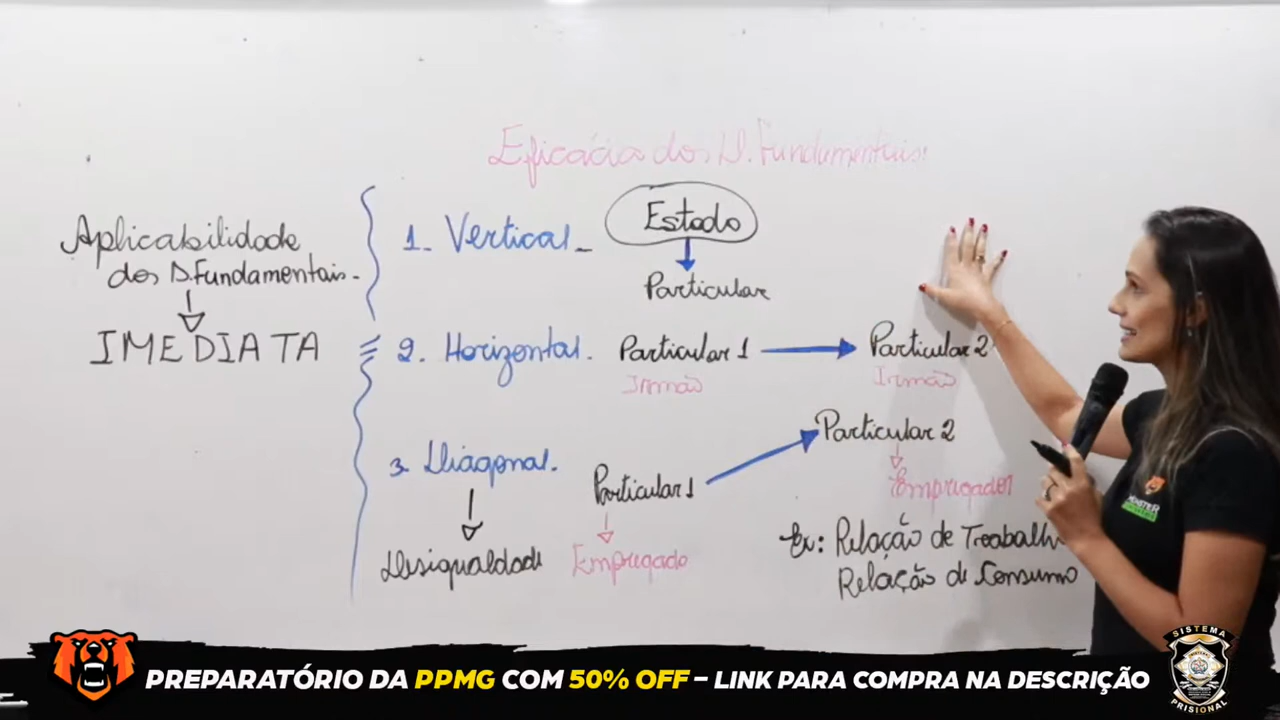 Eficácia dos D. Fundamentais:
Aplicabilidade
dos D. Fundamentais.
IMEDIATA
1. Vertical
Estado
Particular
2. Horizontal.
Particular 1
Particular 2
Irmão
Irmão
3. Diagonal.
Particular 1
Particular 2
Desigualdade
Empregado
Empregador
Ex: Relação de Trabalh
Relação de Consumo
MONSTER
PREPARATÓRIO DA PPMG COM 50% OFF – LINK PARA COMPRA NA DESCRIÇÃO
SISTEMA
PRISIONAL